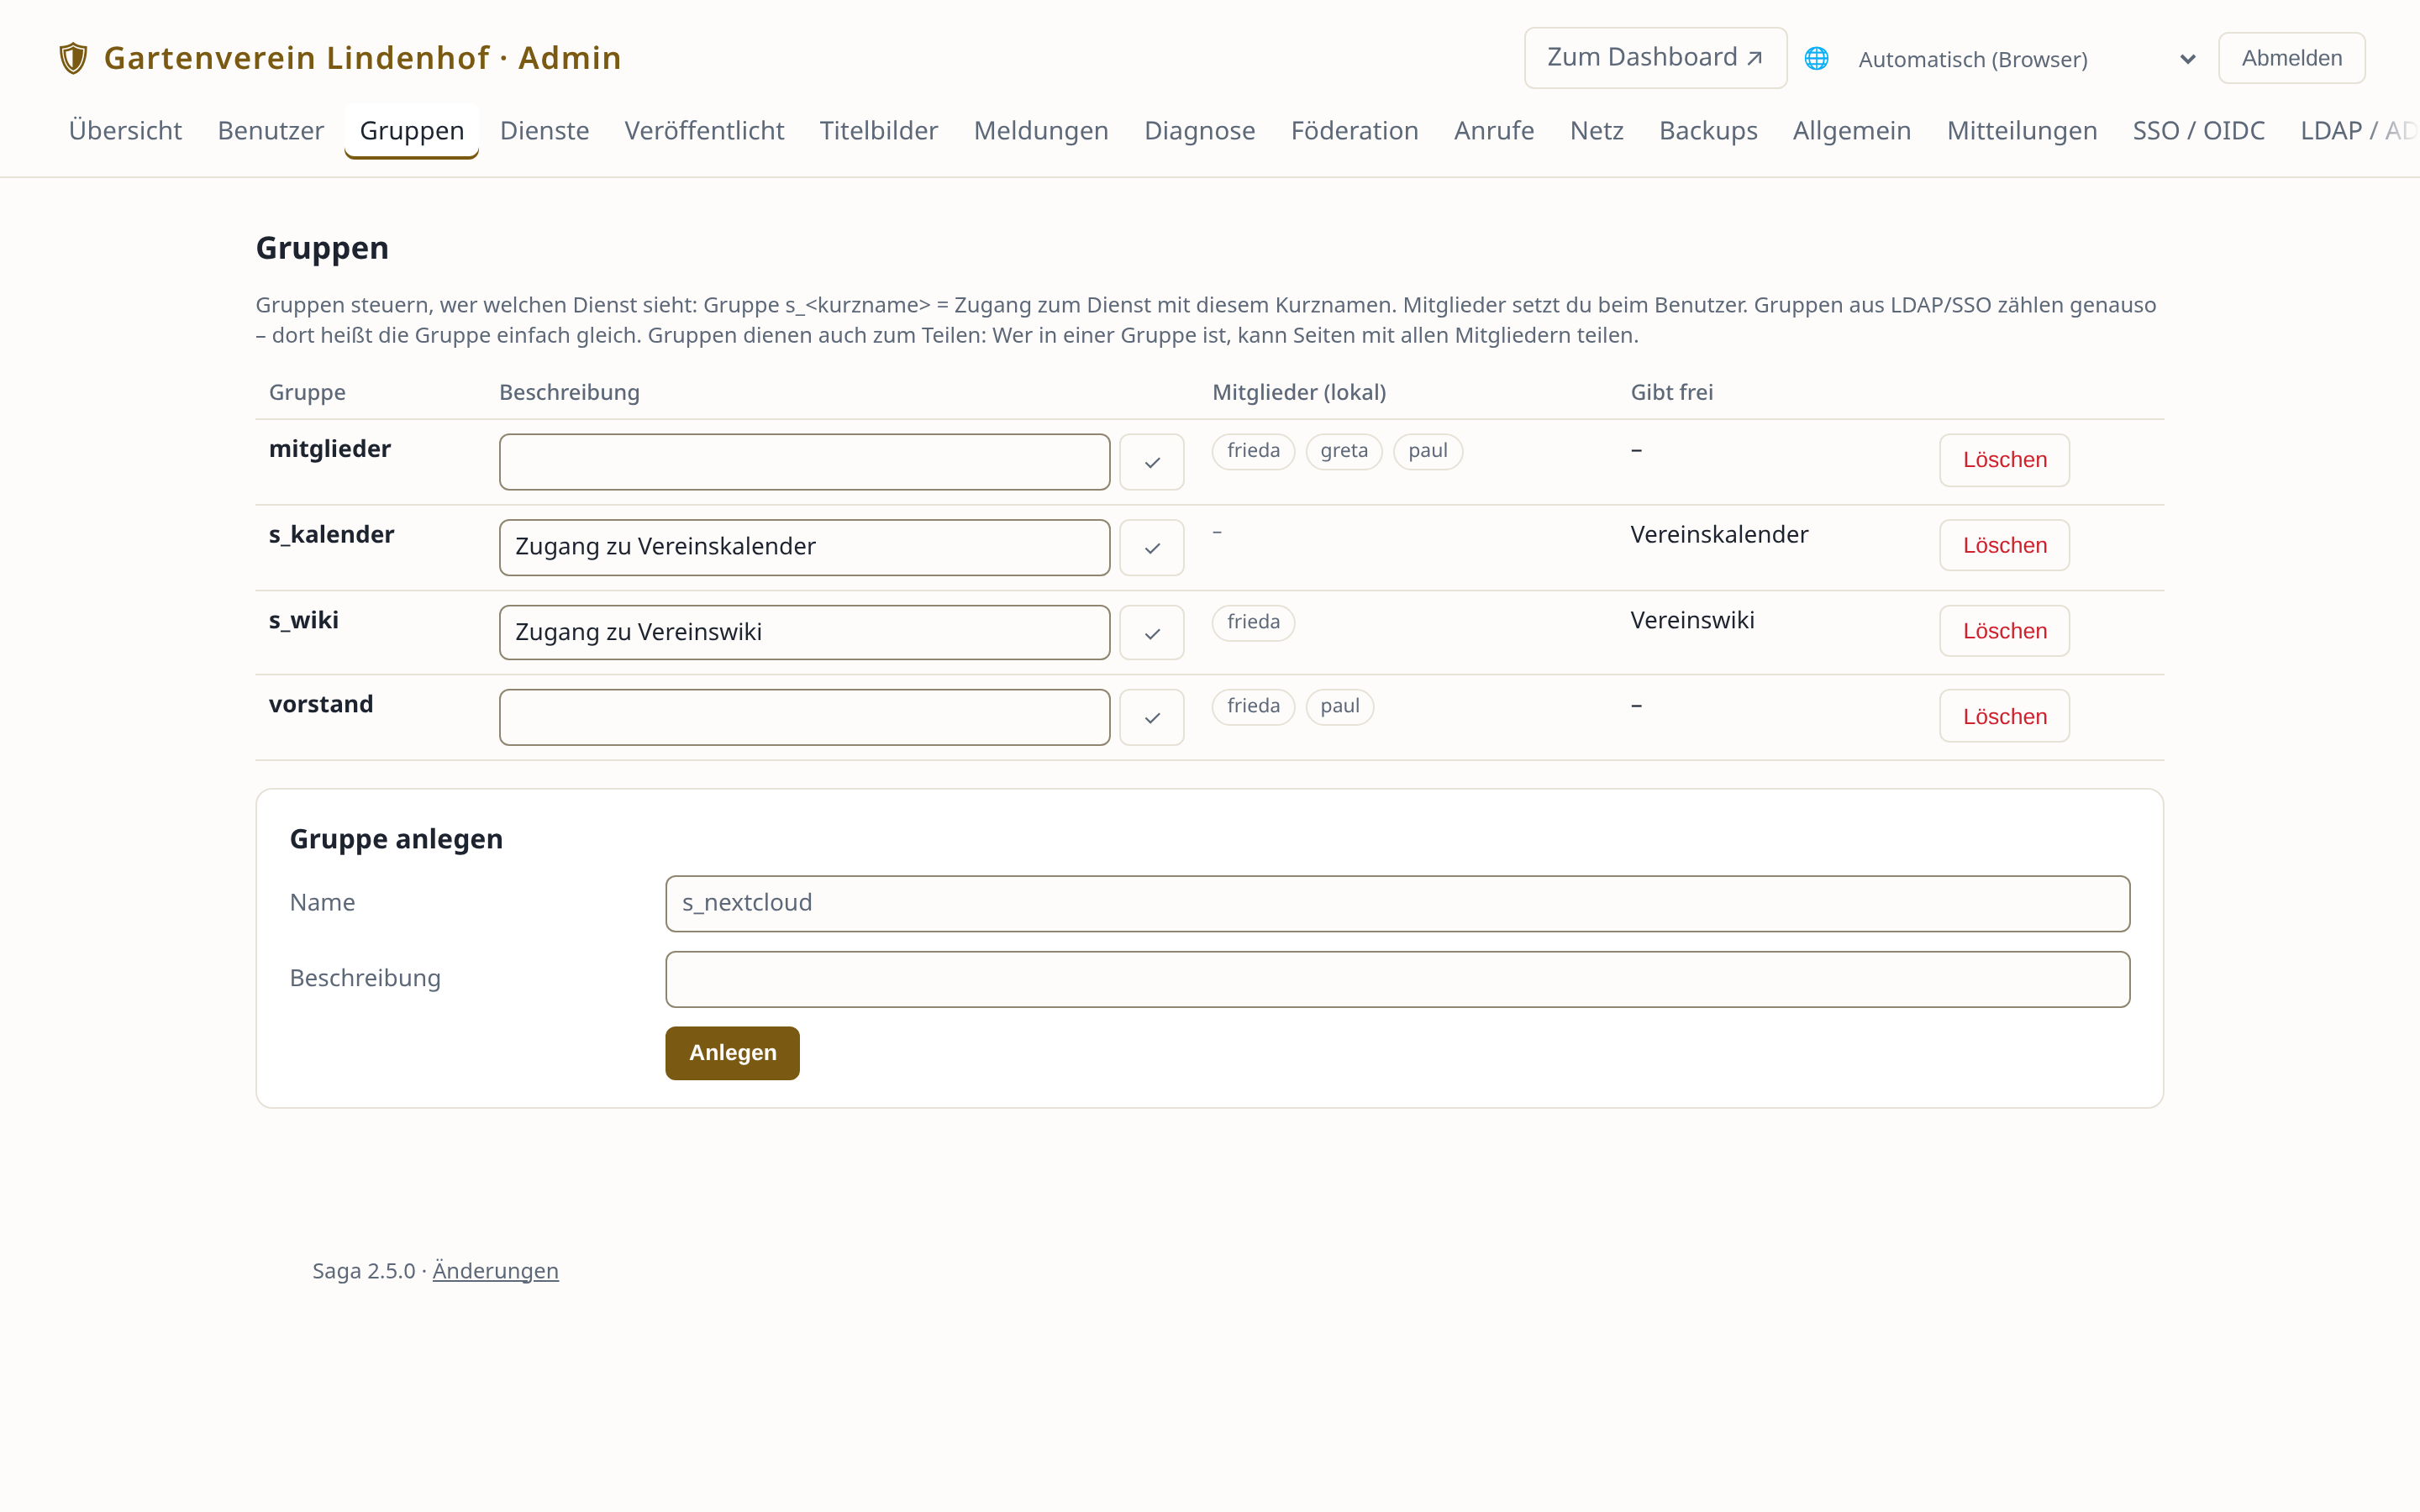 Gartenverein Lindenhof · Admin
Zum Dashboard ↗
Automatisch (Browser)
Abmelden
Übersicht Benutzer Gruppen Dienste Veröffentlicht Titelbilder Meldungen Diagnose Föderation Anrufe Netz Backups Allgemein Mitteilungen SSO / OIDC LDAP / AD
Gruppen
Gruppen steuern, wer welchen Dienst sieht: Gruppe s_<kurzname> = Zugang zum Dienst mit diesem Kurznamen. Mitglieder setzt du beim Benutzer. Gruppen aus LDAP/SSO zählen genauso
– dort heißt die Gruppe einfach gleich. Gruppen dienen auch zum Teilen: Wer in einer Gruppe ist, kann Seiten mit allen Mitgliedern teilen.
Gruppe Beschreibung Mitglieder (lokal) Gibt frei
mitglieder ✓ frieda greta paul – Löschen
s_kalender Zugang zu Vereinskalender ✓ – Vereinskalender Löschen
s_wiki Zugang zu Vereinswiki ✓ frieda Vereinswiki Löschen
vorstand ✓ frieda paul – Löschen
Gruppe anlegen
Name s_nextcloud
Beschreibung
Anlegen
Saga 2.5.0 · Änderungen